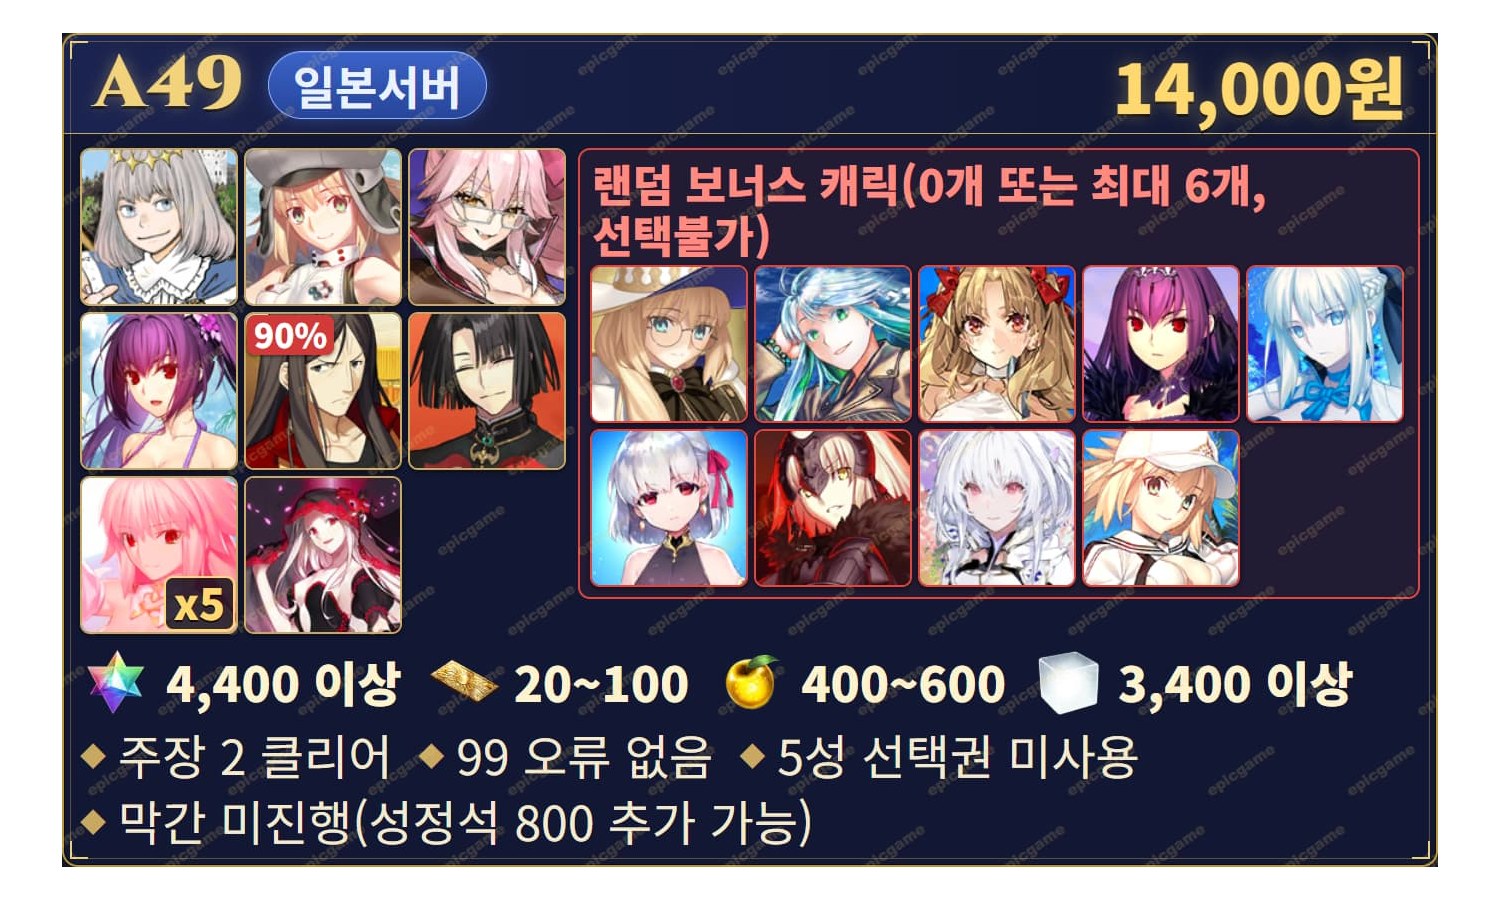 A49 일본서버 14,000원
랜덤 보너스 캐릭(0개 또는 최대 6개,
선택불가)
90%
x5
4,400 이상 20~100 400~600 3,400 이상
◆ 주장 2 클리어 ◆ 99 오류 없음 ◆ 5성 선택권 미사용
◆ 막간 미진행(성정석 800 추가 가능)
epicgame